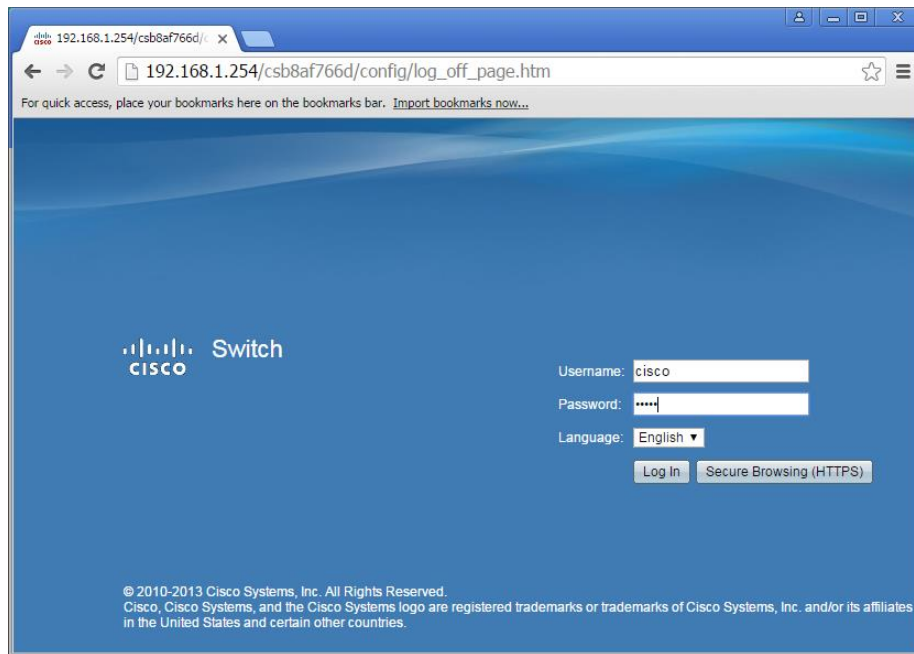 192.168.1.254/csb8af766d/
192.168.1.254/csb8af766d/config/log_off_page.htm
For quick access, place your bookmarks here on the bookmarks bar. Import bookmarks now...
CISCO Switch
Username: cisco
Password: •••••
Language: English ▼
Log In Secure Browsing (HTTPS)
© 2010-2013 Cisco Systems, Inc. All Rights Reserved.
Cisco, Cisco Systems, and the Cisco Systems logo are registered trademarks or trademarks of Cisco Systems, Inc. and/or its affiliates
in the United States and certain other countries.